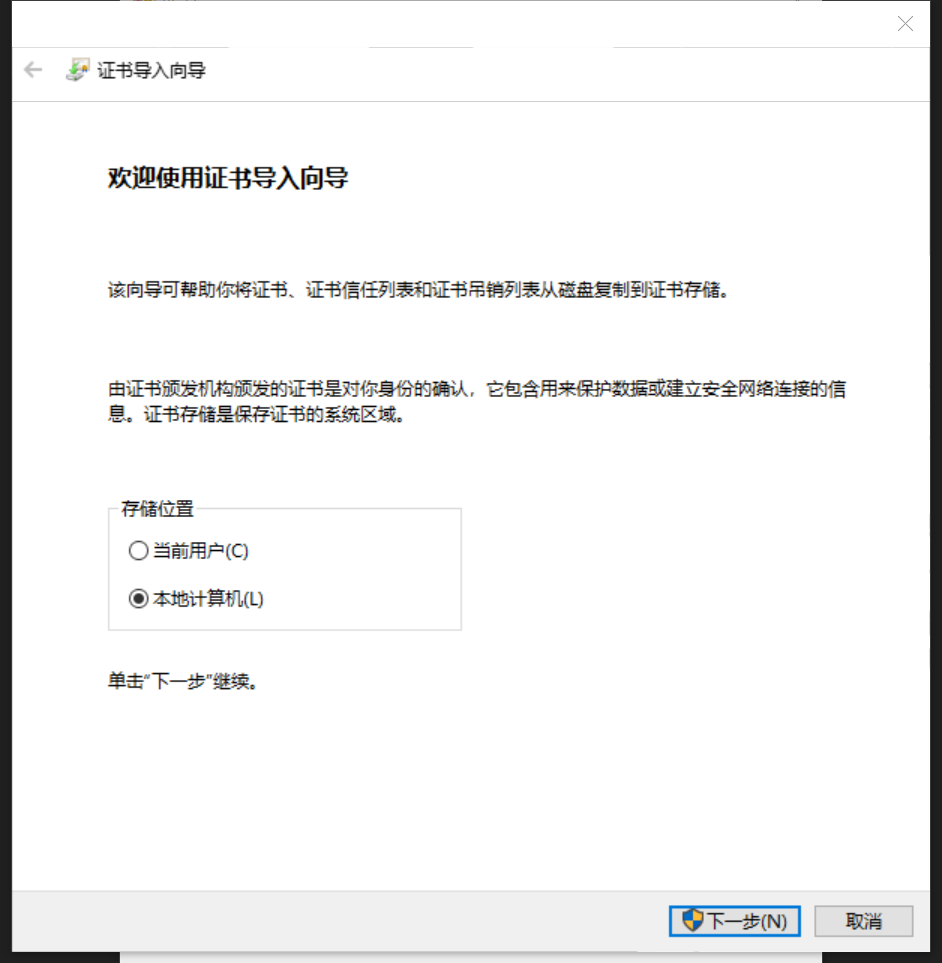 证书导入向导
欢迎使用证书导入向导
该向导可帮助你将证书、证书信任列表和证书吊销列表从磁盘复制到证书存储。
由证书颁发机构颁发的证书是对你身份的确认，它包含用来保护数据或建立安全网络连接的信
息。证书存储是保存证书的系统区域。
存储位置
当前用户(C)
本地计算机(L)
单击“下一步”继续。
下一步(N)
取消